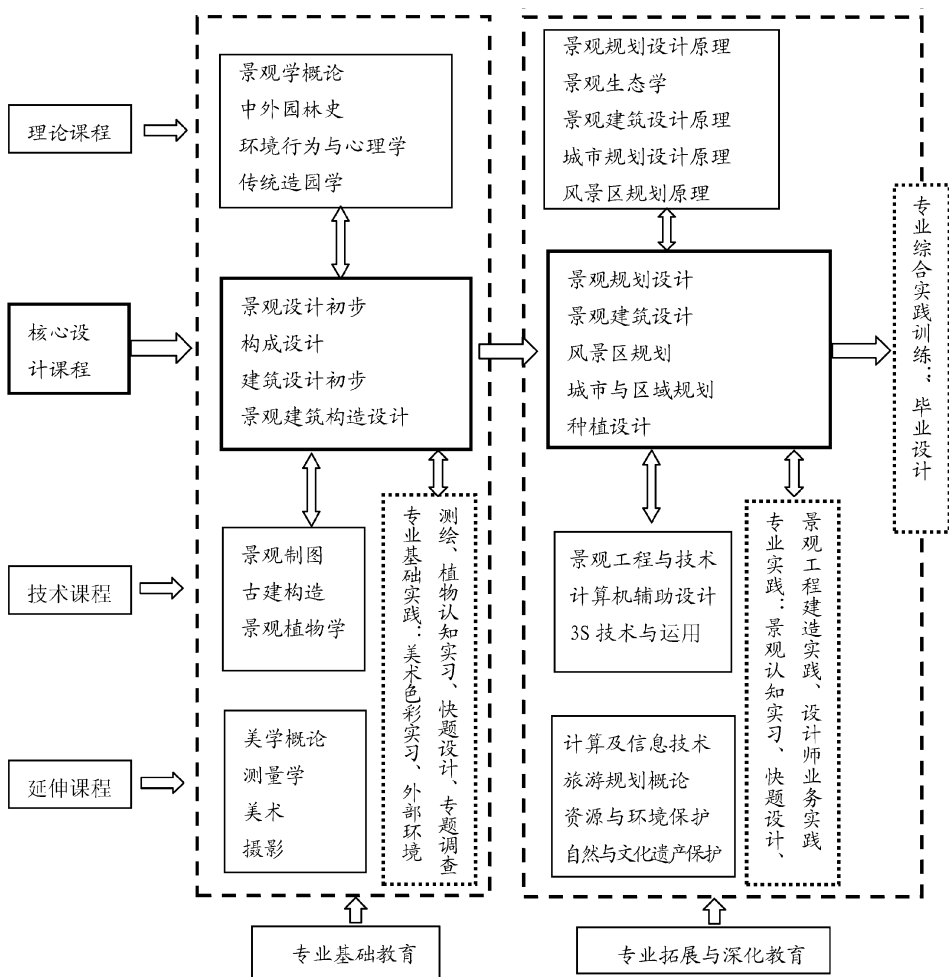 理论课程
景观学概论
中外园林史
环境行为与心理学
传统造园学
景观规划设计原理
景观生态学
景观建筑设计原理
城市规划设计原理
风景区规划原理
核心设
计课程
景观设计初步
构成设计
建筑设计初步
景观建筑构造设计
景观规划设计
景观建筑设计
风景区规划
城市与区域规划
种植设计
专业综合实践训练：，毕业设计
技术课程
景观制图
古建构造
景观植物学
专业基础实践：美术色彩实习、外部环境
测绘、植物认知实习、快题设计、专题调查
景观工程与技术
计算机辅助设计
3S 技术与运用
专业实践：景观认知实习、快题设计、
景观工程建造实践、设计师业务实践
延伸课程
美学概论
测量学
美术
摄影
计算及信息技术
旅游规划概论
资源与环境保护
自然与文化遗产保护
专业基础教育
专业拓展与深化教育